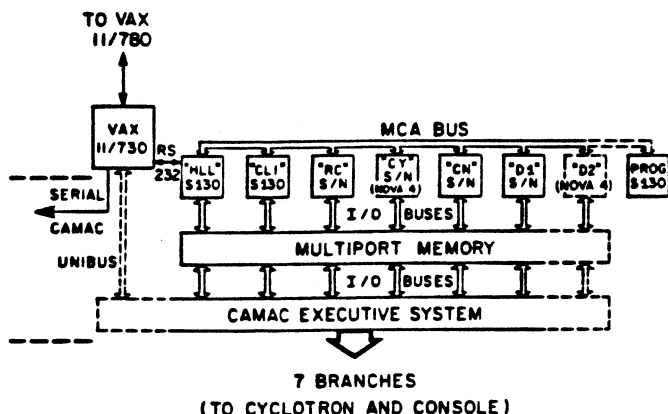 TO VAX
11/780
VAX
11/730
RS
232
MCA BUS
"HLL"
S130
"CLI"
S130
"RC"
S/N
"CY"
S/N
(NOVA 4)
"CN"
S/N
"D1"
S/N
"D2"
(NOVA 4)
PROG
S130
SERIAL
CAMAC
UNIBUS
I/O BUSES
MULTIPORT MEMORY
I/O BUSES
CAMAC EXECUTIVE SYSTEM
7 BRANCHES
(TO CYCLOTRON AND CONSOLE)